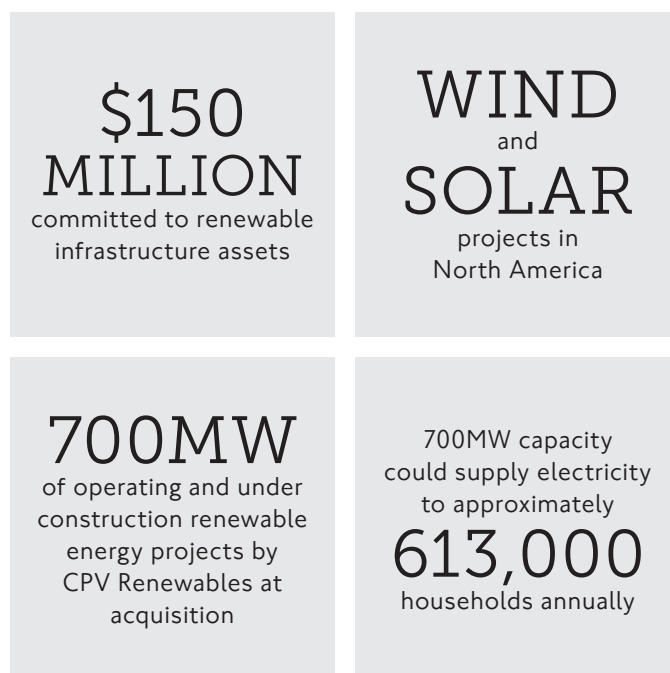 $150
MILLION
committed to renewable
infrastructure assets
WIND
and
SOLAR
projects in
North America
700MW
of operating and under
construction renewable
energy projects by
CPV Renewables at
acquisition
700MW capacity
could supply electricity
to approximately
613,000
households annually